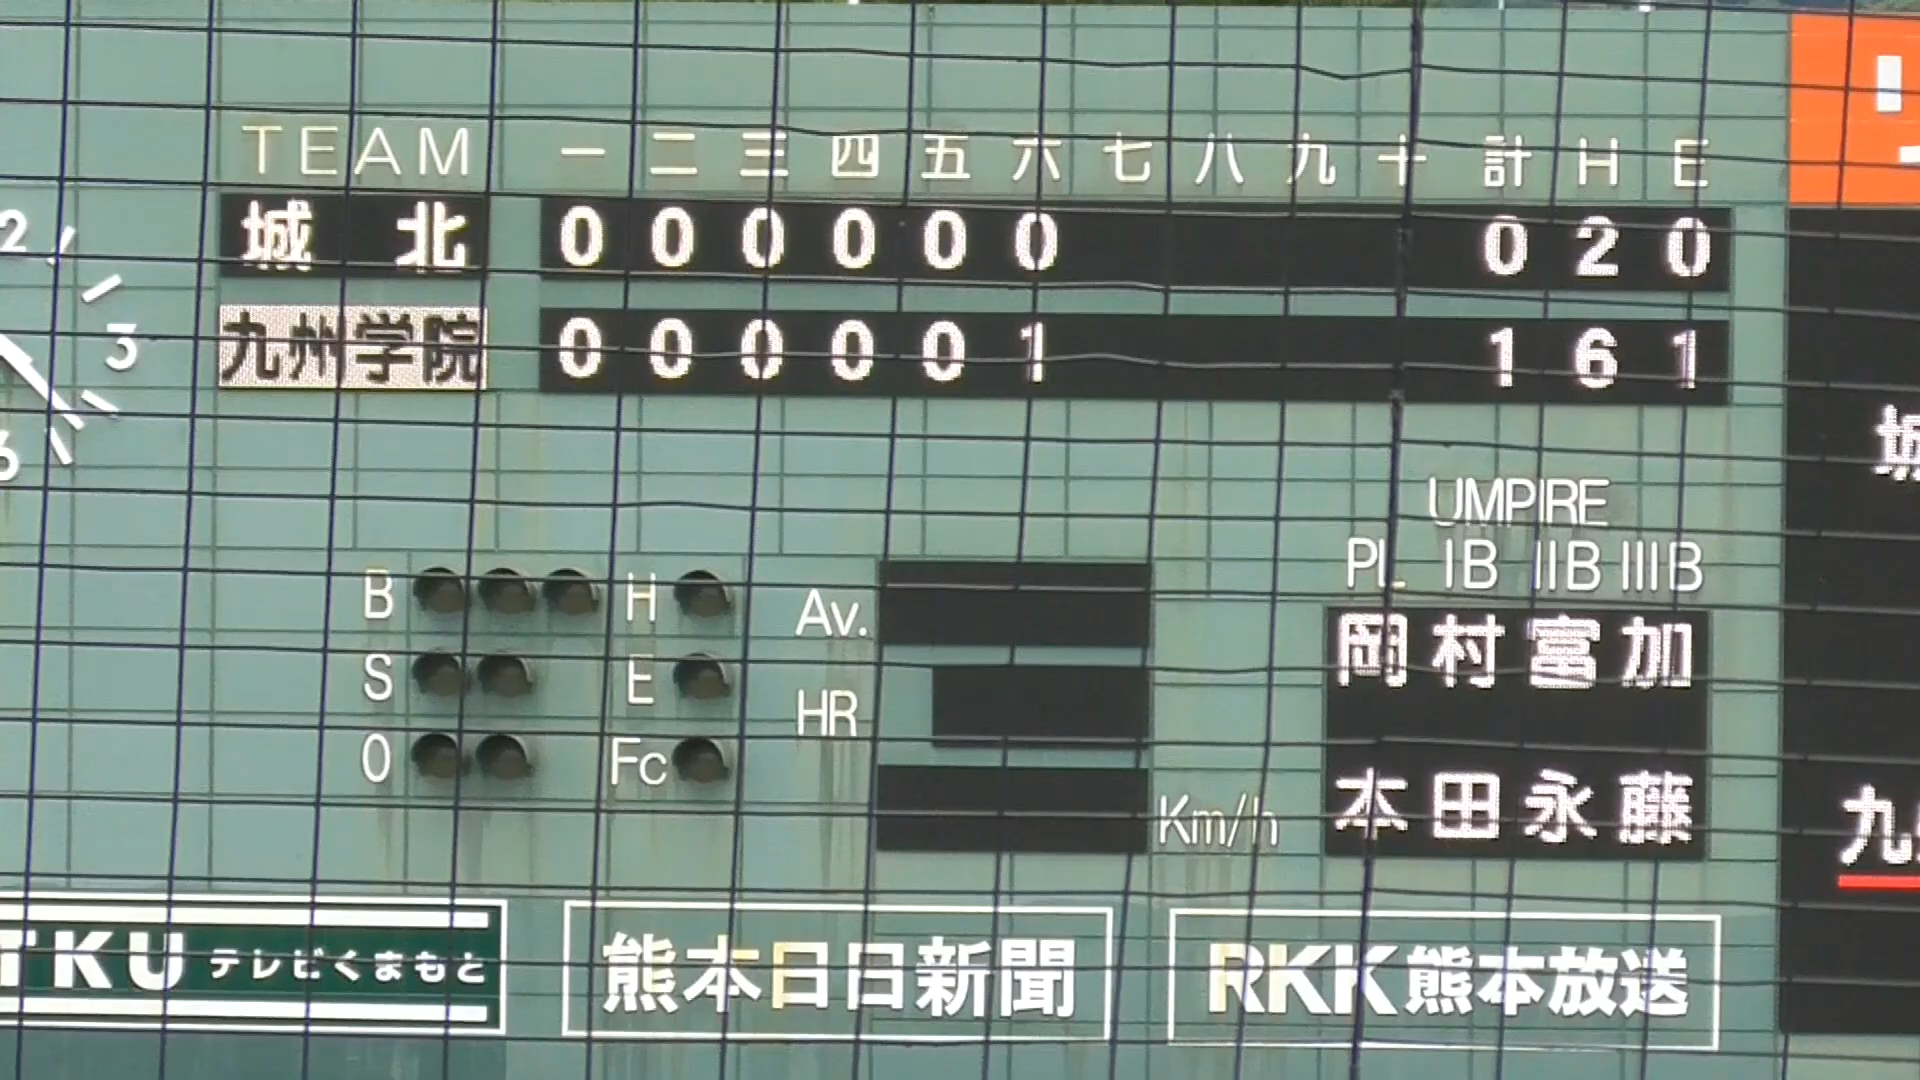 TEAM 一 二 三 四 五 六 七 八 九 十 計 H E
城北 0 0 0 0 0 0 0 2 0
九州学院 0 0 0 0 0 1 1 6 1
2
3
6
UMPIRE
PL IB IIB IIIB
岡 村 富 加
本 田 永 藤
B H Av.
S E HR
O Fc Km/h
城
九
TKU テレビくまもと
熊本日日新聞
RKK熊本放送